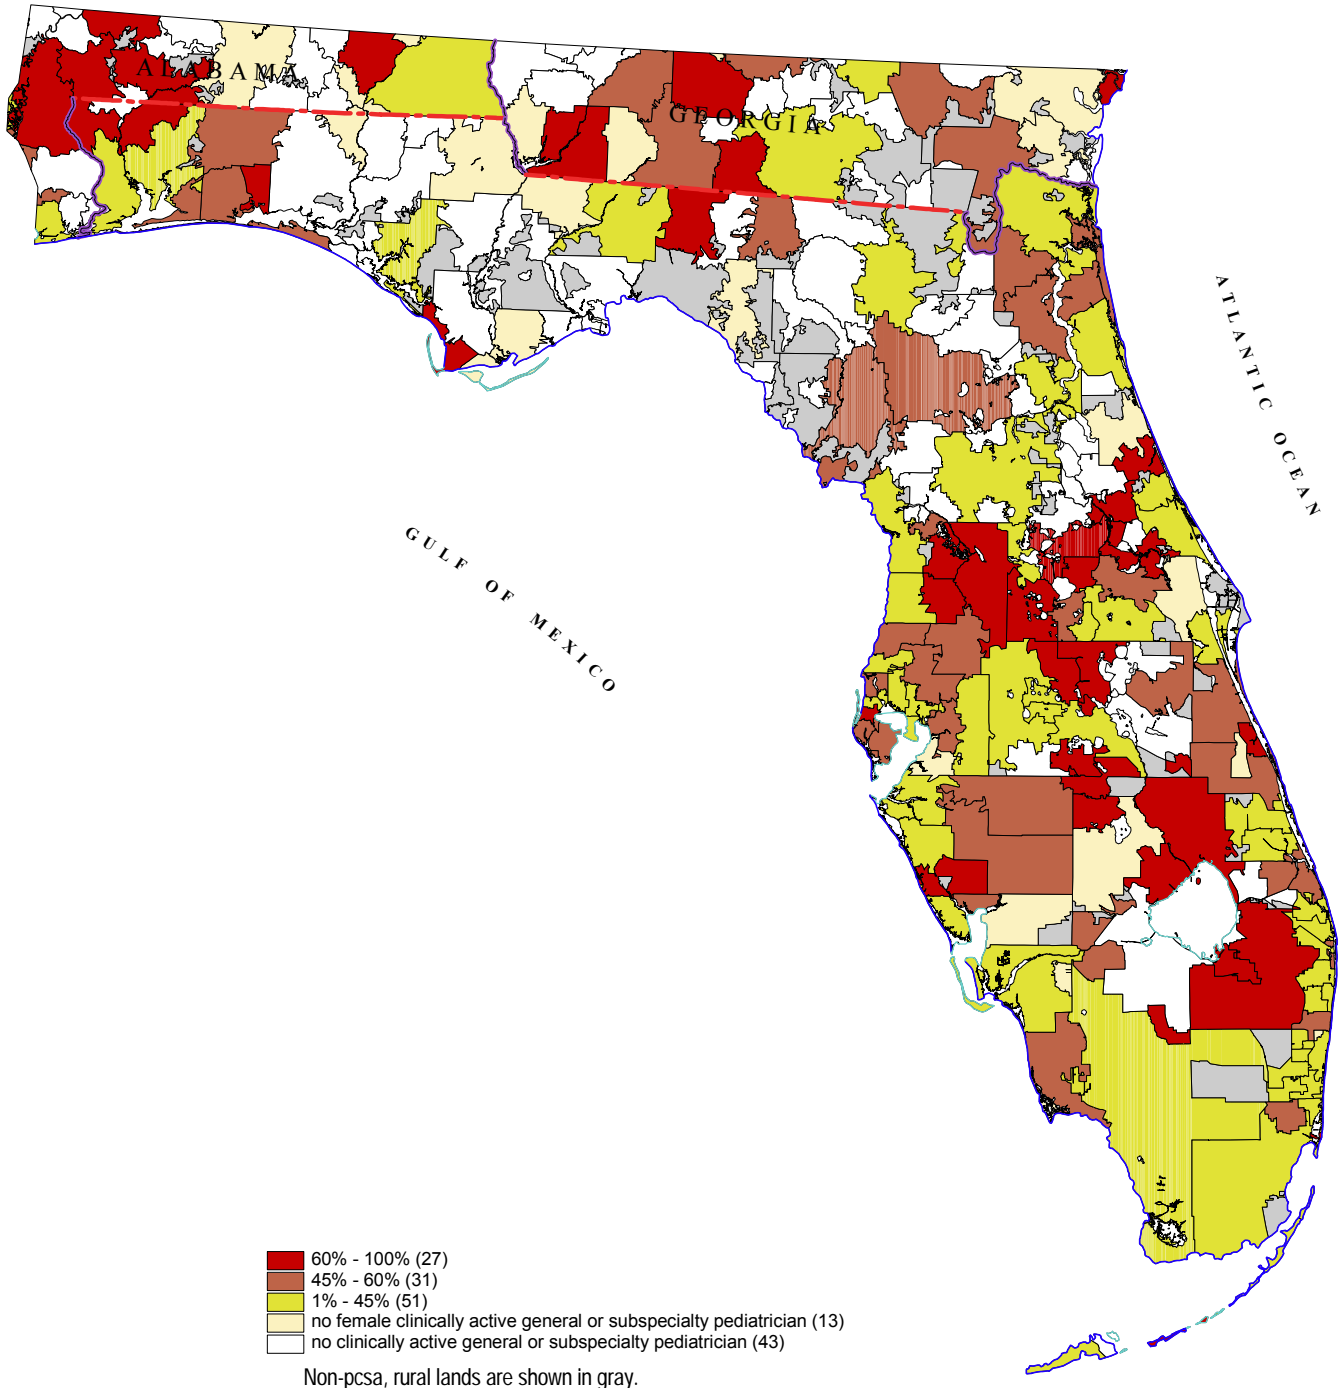 ALABAMA
GEORGIA
ATLANTIC OCEAN
GULF OF MEXICO
60% - 100% (27)
45% - 60% (31)
1% - 45% (51)
no female clinically active general or subspecialty pediatrician (13)
no clinically active general or subspecialty pediatrician (43)
Non-pcsa, rural lands are shown in gray.